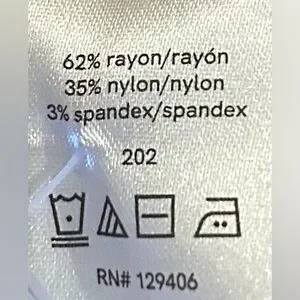 62% rayon/rayón
35% nylon/nylon
3% spandex/spandex
202
RN# 129406